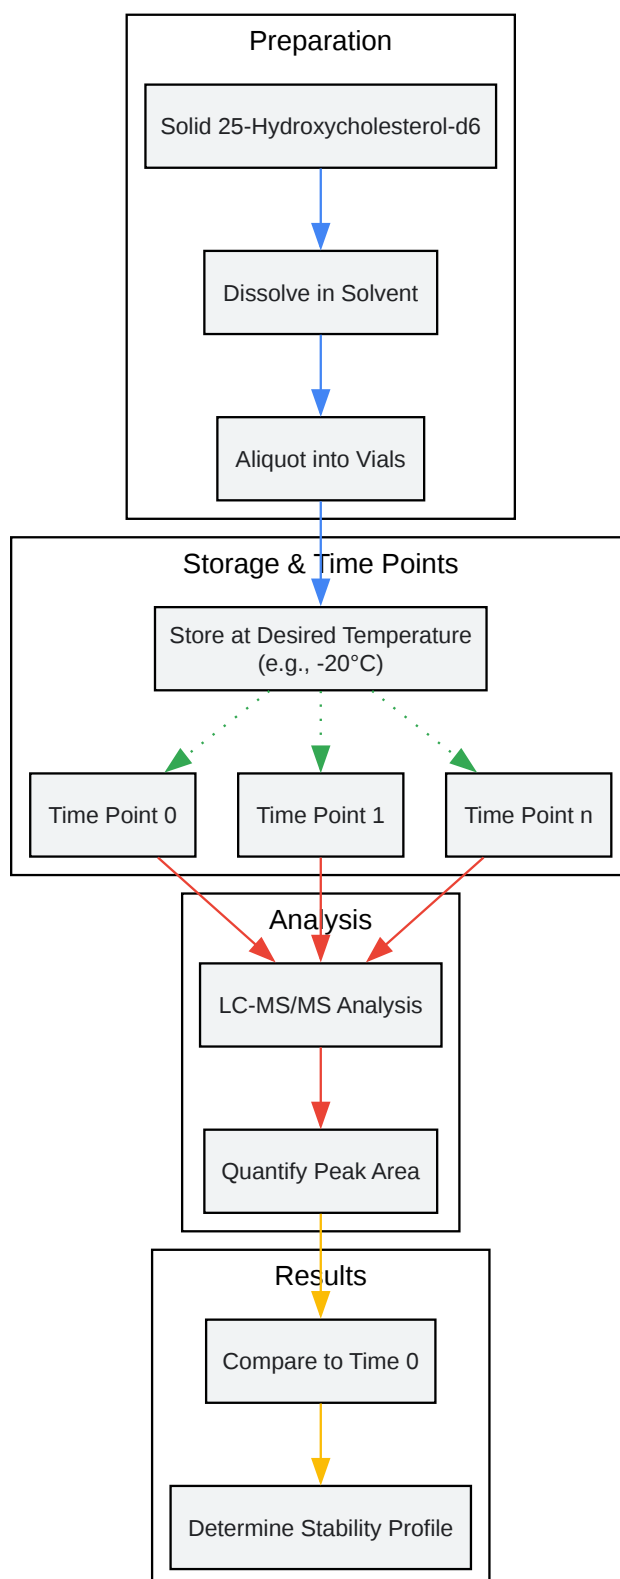 Preparation
Solid 25-Hydroxycholesterol-d6
Dissolve in Solvent
Aliquot into Vials
Storage & Time Points
Store at Desired Temperature
(e.g., -20°C)
Time Point 0
Time Point 1
Time Point n
Analysis
LC-MS/MS Analysis
Quantify Peak Area
Results
Compare to Time 0
Determine Stability Profile